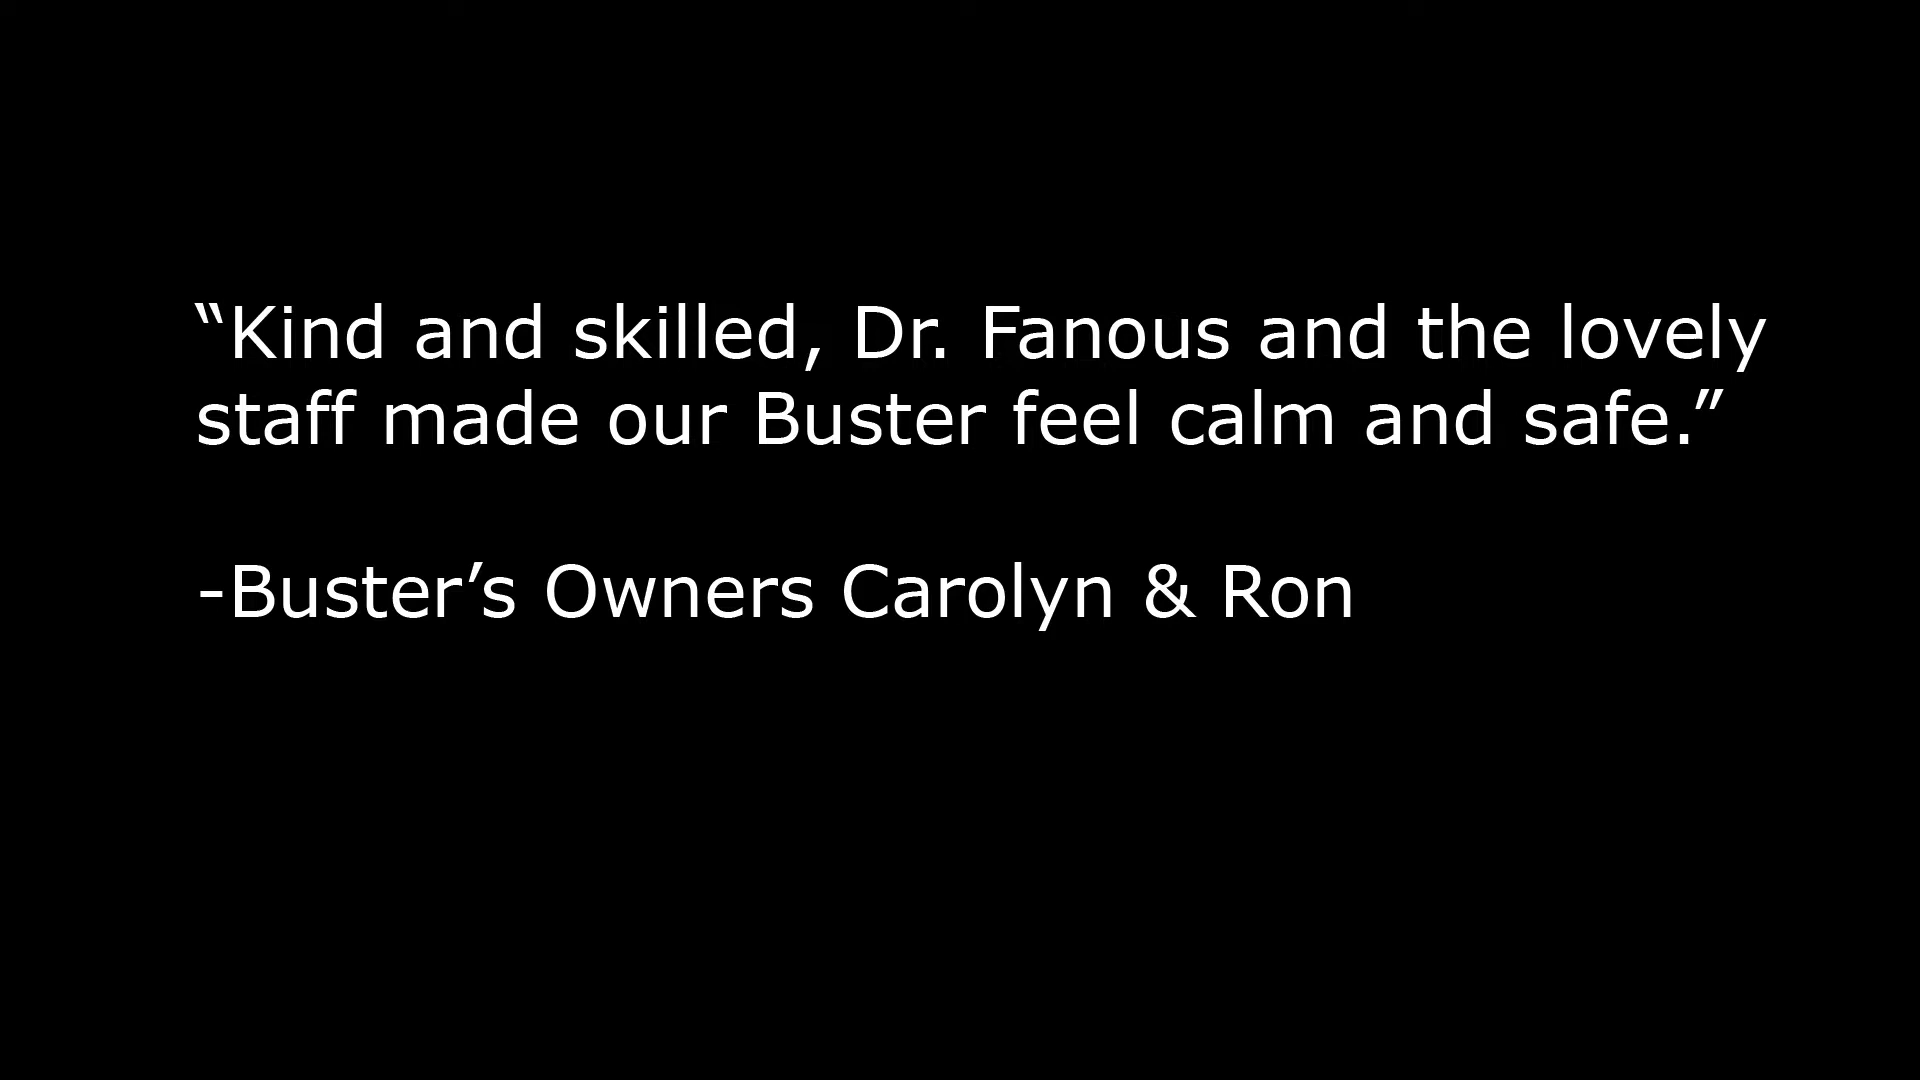 “Kind and skilled, Dr. Fanous and the lovely
staff made our Buster feel calm and safe.”
-Buster’s Owners Carolyn & Ron